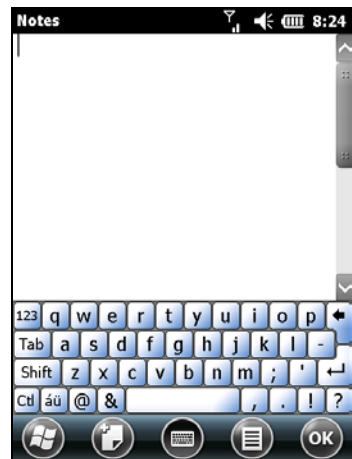 Notes 8:24
123 q w e r t y u i o p
Tab a s d f g h j k l -
Shift z x c v b n m ; '
Ctl áü @ & , . ! ?
OK